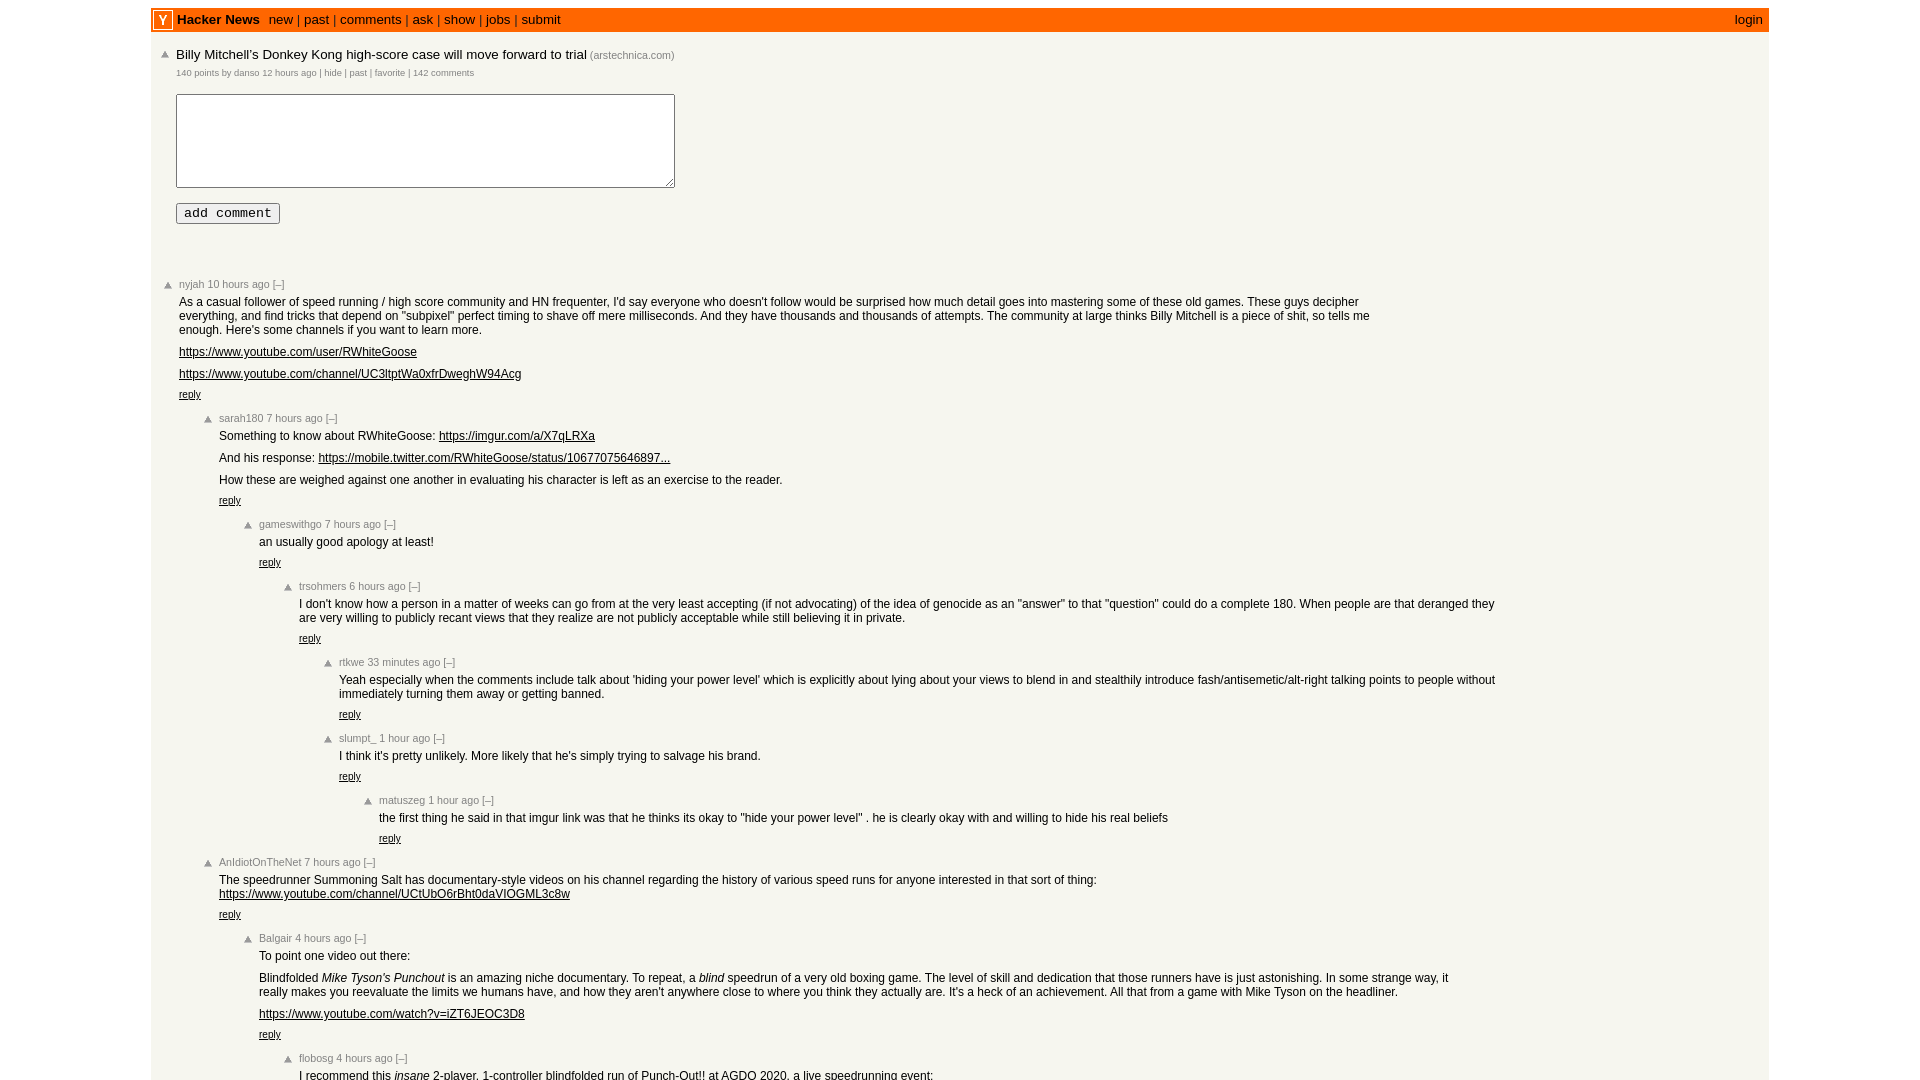 Y Hacker News new | past | comments | ask | show | jobs | submit login
Billy Mitchell’s Donkey Kong high-score case will move forward to trial (arstechnica.com)
140 points by danso 12 hours ago | hide | past | favorite | 142 comments
add comment
nyjah 10 hours ago [–]
As a casual follower of speed running / high score community and HN frequenter, I'd say everyone who doesn't follow would be surprised how much detail goes into mastering some of these old games. These guys decipher
everything, and find tricks that depend on "subpixel" perfect timing to shave off mere milliseconds. And they have thousands and thousands of attempts. The community at large thinks Billy Mitchell is a piece of shit, so tells me
enough. Here's some channels if you want to learn more.
https://www.youtube.com/user/RWhiteGoose
https://www.youtube.com/channel/UC3ltptWa0xfrDweghW94Acg
reply
sarah180 7 hours ago [–]
Something to know about RWhiteGoose: https://imgur.com/a/X7qLRXa
And his response: https://mobile.twitter.com/RWhiteGoose/status/10677075646897...
How these are weighed against one another in evaluating his character is left as an exercise to the reader.
reply
gameswithgo 7 hours ago [–]
an usually good apology at least!
reply
trsohmers 6 hours ago [–]
I don't know how a person in a matter of weeks can go from at the very least accepting (if not advocating) of the idea of genocide as an "answer" to that "question" could do a complete 180. When people are that deranged they
are very willing to publicly recant views that they realize are not publicly acceptable while still believing it in private.
reply
rtkwe 33 minutes ago [–]
Yeah especially when the comments include talk about 'hiding your power level' which is explicitly about lying about your views to blend in and stealthily introduce fash/antisemetic/alt-right talking points to people without
immediately turning them away or getting banned.
reply
slumpt_ 1 hour ago [–]
I think it's pretty unlikely. More likely that he's simply trying to salvage his brand.
reply
matuszeg 1 hour ago [–]
the first thing he said in that imgur link was that he thinks its okay to "hide your power level" . he is clearly okay with and willing to hide his real beliefs
reply
AnIdiotOnTheNet 7 hours ago [–]
The speedrunner Summoning Salt has documentary-style videos on his channel regarding the history of various speed runs for anyone interested in that sort of thing:
https://www.youtube.com/channel/UCtUbO6rBht0daVIOGML3c8w
reply
Balgair 4 hours ago [–]
To point one video out there:
Blindfolded Mike Tyson's Punchout is an amazing niche documentary. To repeat, a blind speedrun of a very old boxing game. The level of skill and dedication that those runners have is just astonishing. In some strange way, it
really makes you reevaluate the limits we humans have, and how they aren't anywhere close to where you think they actually are. It's a heck of an achievement. All that from a game with Mike Tyson on the headliner.
https://www.youtube.com/watch?v=iZT6JEOC3D8
reply
flobosg 4 hours ago [–]
I recommend this insane 2-player, 1-controller blindfolded run of Punch-Out!! at AGDQ 2020, a live speedrunning event: